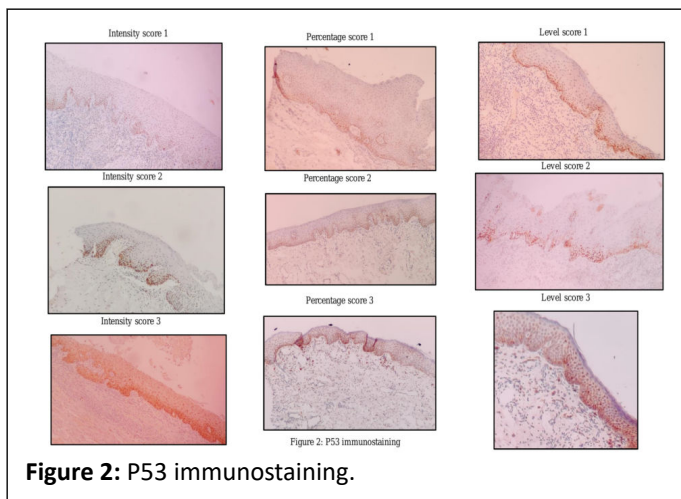 Intensity score 1
Percentage score 1
Level score 1
Intensity score 2
Percentage score 2
Level score 2
Intensity score 3
Percentage score 3
Level score 3
Figure 2: P53 immunostaining
Figure 2: P53 immunostaining.